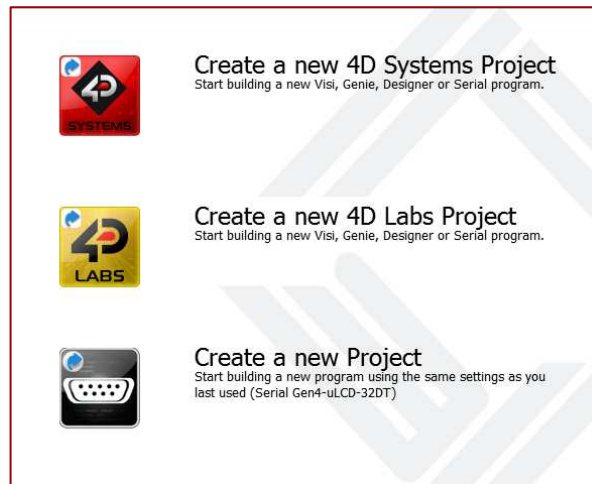 4D
SYSTEMS
Create a new 4D Systems Project
Start building a new Visi, Genie, Designer or Serial program.
4D
LABS
Create a new 4D Labs Project
Start building a new Visi, Genie, Designer or Serial program.
Create a new Project
Start building a new program using the same settings as you
last used (Serial Gen4-uLCD-32DT)